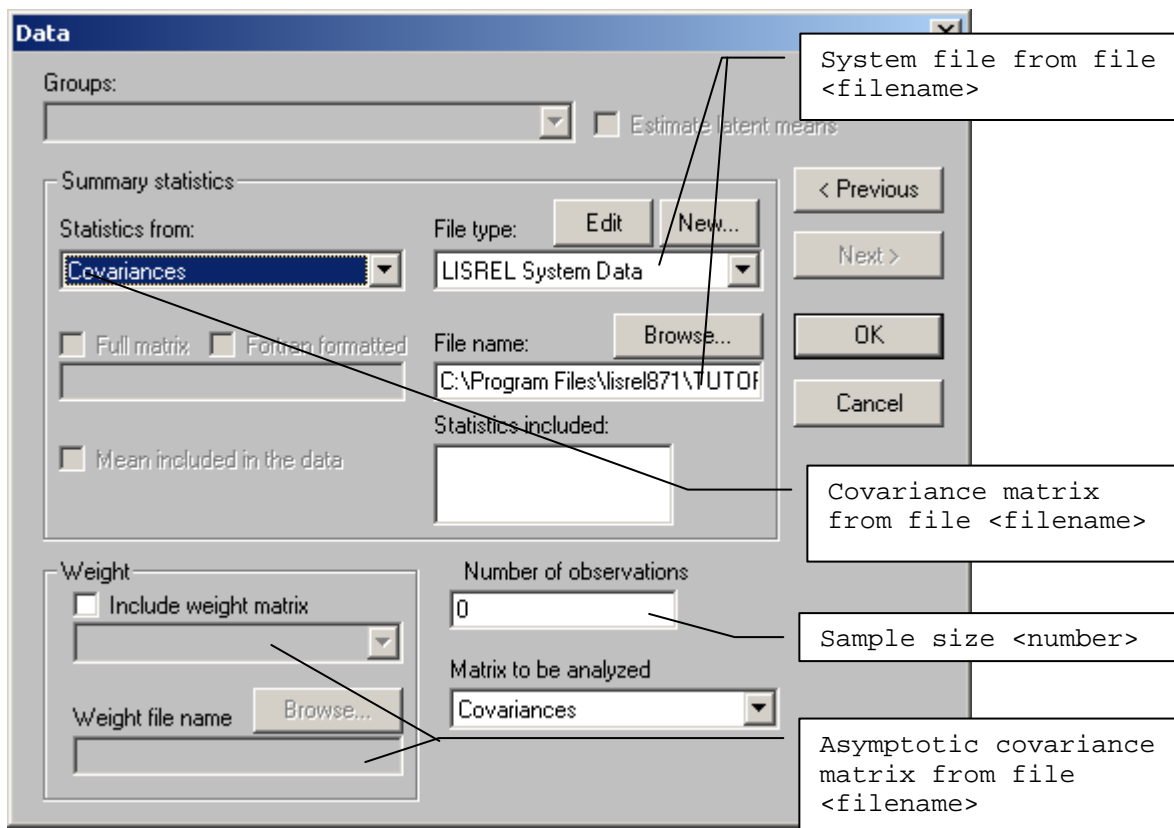 Data
System file from file
<filename>
Groups:
Estimate latent means
Summary statistics
< Previous
Statistics from:
File type:
Edit
New...
Next >
Covariances
LISREL System Data
Full matrix
Fortran formatted
File name:
Browse...
OK
C:\Program Files\lisrel871\TUTOF
Cancel
Statistics included:
Mean included in the data
Covariance matrix
from file <filename>
Weight
Number of observations
Include weight matrix
0
Sample size <number>
Matrix to be analyzed
Weight file name
Browse...
Covariances
Asymptotic covariance
matrix from file
<filename>